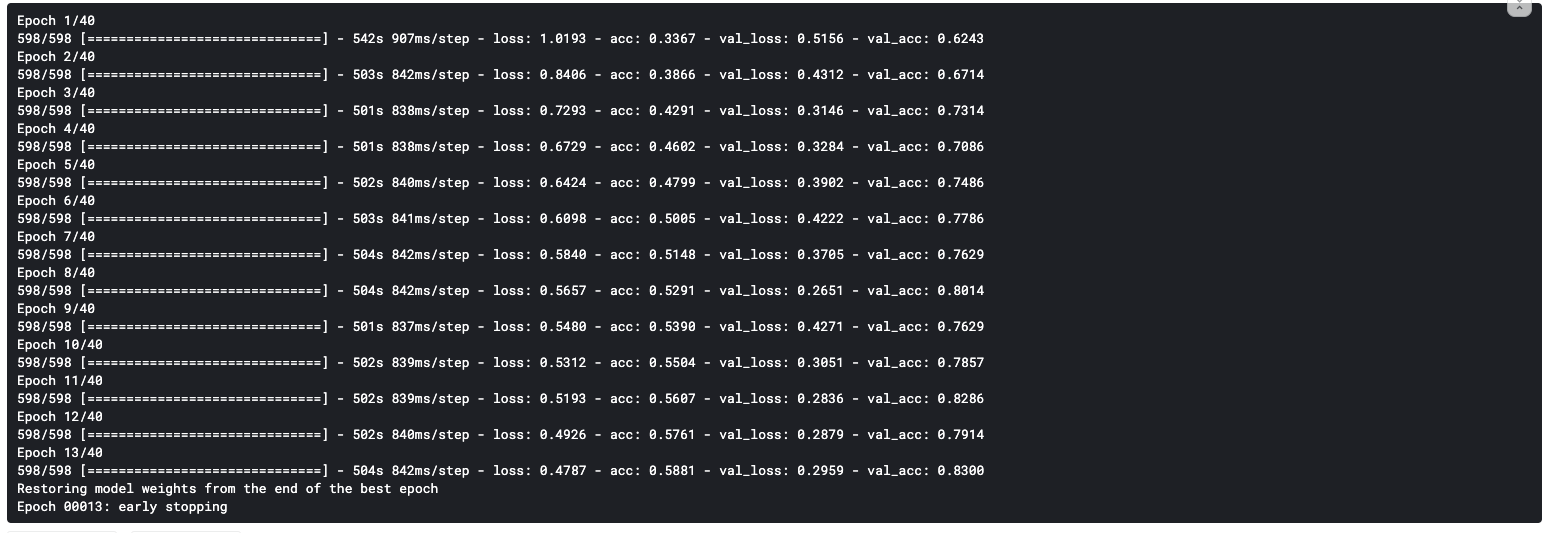 Epoch 1/40
598/598 [==============================] - 542s 907ms/step - loss: 1.0193 - acc: 0.3367 - val_loss: 0.5156 - val_acc: 0.6243
Epoch 2/40
598/598 [==============================] - 503s 842ms/step - loss: 0.8406 - acc: 0.3866 - val_loss: 0.4312 - val_acc: 0.6714
Epoch 3/40
598/598 [==============================] - 501s 838ms/step - loss: 0.7293 - acc: 0.4291 - val_loss: 0.3146 - val_acc: 0.7314
Epoch 4/40
598/598 [==============================] - 501s 838ms/step - loss: 0.6729 - acc: 0.4602 - val_loss: 0.3284 - val_acc: 0.7086
Epoch 5/40
598/598 [==============================] - 502s 840ms/step - loss: 0.6424 - acc: 0.4799 - val_loss: 0.3902 - val_acc: 0.7486
Epoch 6/40
598/598 [==============================] - 503s 841ms/step - loss: 0.6098 - acc: 0.5005 - val_loss: 0.4222 - val_acc: 0.7786
Epoch 7/40
598/598 [==============================] - 504s 842ms/step - loss: 0.5840 - acc: 0.5148 - val_loss: 0.3705 - val_acc: 0.7629
Epoch 8/40
598/598 [==============================] - 504s 842ms/step - loss: 0.5657 - acc: 0.5291 - val_loss: 0.2651 - val_acc: 0.8014
Epoch 9/40
598/598 [==============================] - 501s 837ms/step - loss: 0.5480 - acc: 0.5390 - val_loss: 0.4271 - val_acc: 0.7629
Epoch 10/40
598/598 [==============================] - 502s 839ms/step - loss: 0.5312 - acc: 0.5504 - val_loss: 0.3051 - val_acc: 0.7857
Epoch 11/40
598/598 [==============================] - 502s 839ms/step - loss: 0.5193 - acc: 0.5607 - val_loss: 0.2836 - val_acc: 0.8286
Epoch 12/40
598/598 [==============================] - 502s 840ms/step - loss: 0.4926 - acc: 0.5761 - val_loss: 0.2879 - val_acc: 0.7914
Epoch 13/40
598/598 [==============================] - 504s 842ms/step - loss: 0.4787 - acc: 0.5881 - val_loss: 0.2959 - val_acc: 0.8300
Restoring model weights from the end of the best epoch
Epoch 00013: early stopping